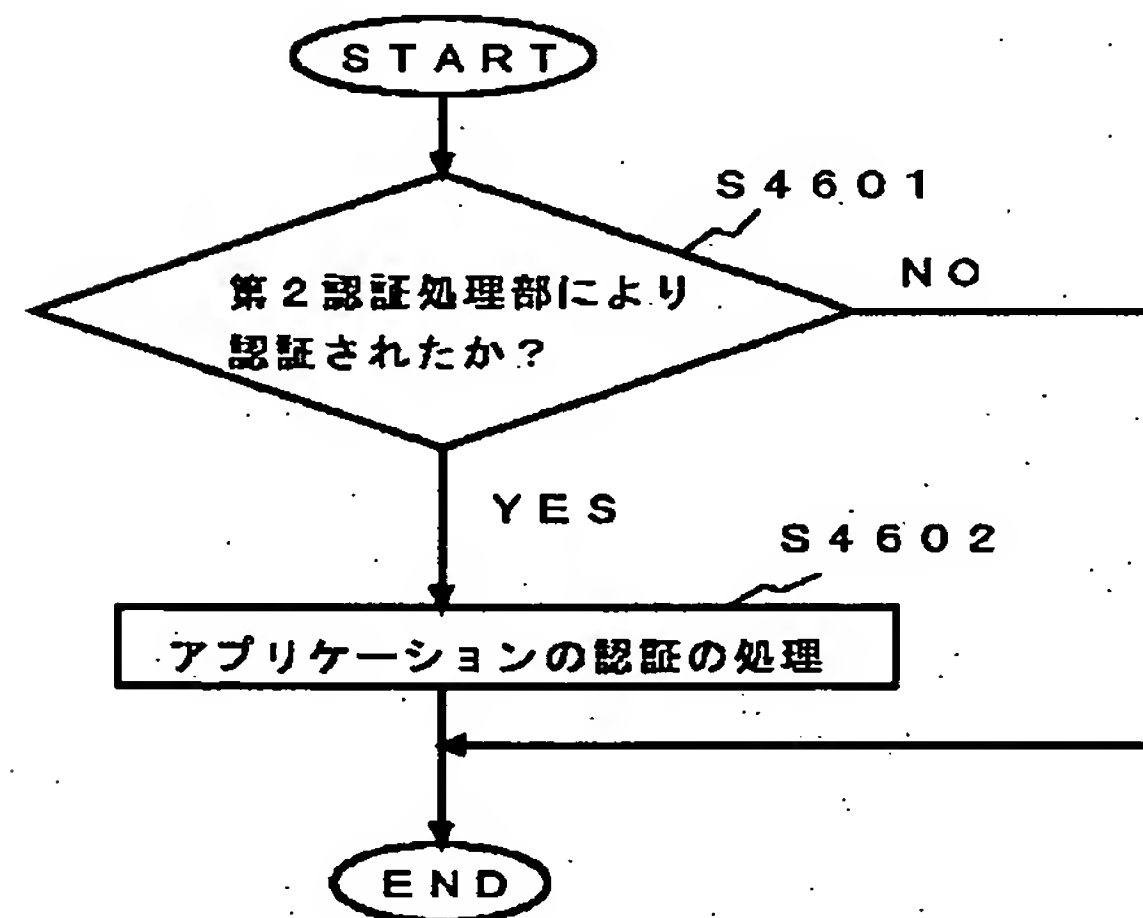 START
S4601
第2認証処理部により
認証されたか?
NO
YES
S4602
アプリケーションの認証の処理
END